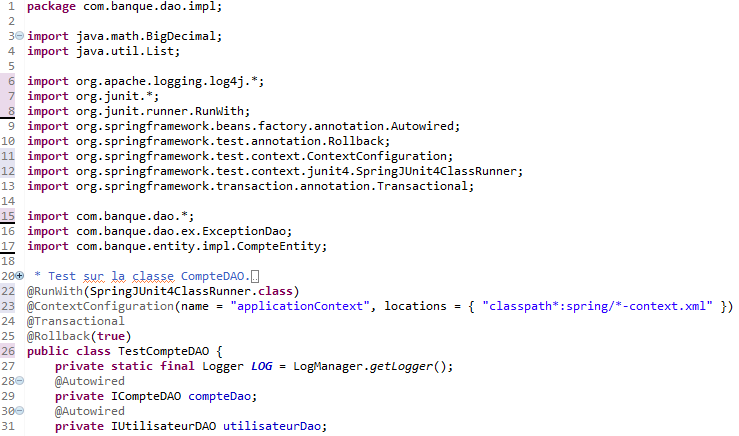 1 package com.banque.dao.impl;
2
3 import java.math.BigDecimal;
4 import java.util.List;
5
6 import org.apache.logging.log4j.*;
7 import org.junit.*;
8 import org.junit.runner.RunWith;
9 import org.springframework.beans.factory.annotation.Autowired;
10 import org.springframework.test.annotation.Rollback;
11 import org.springframework.test.context.ContextConfiguration;
12 import org.springframework.test.context.junit4.SpringJUnit4ClassRunner;
13 import org.springframework.transaction.annotation.Transactional;
14
15 import com.banque.dao.*;
16 import com.banque.dao.ex.ExceptionDao;
17 import com.banque.entity.impl.CompteEntity;
18
20 * Test sur la classe CompteDAO.
22 @RunWith(SpringJUnit4ClassRunner.class)
23 @ContextConfiguration(name = "applicationContext", locations = { "classpath*:spring/*-context.xml" })
24 @Transactional
25 @Rollback(true)
26 public class TestCompteDAO {
27 private static final Logger LOG = LogManager.getLogger();
28 @Autowired
29 private ICompteDAO compteDao;
30 @Autowired
31 private IUtilisateurDAO utilisateurDao;